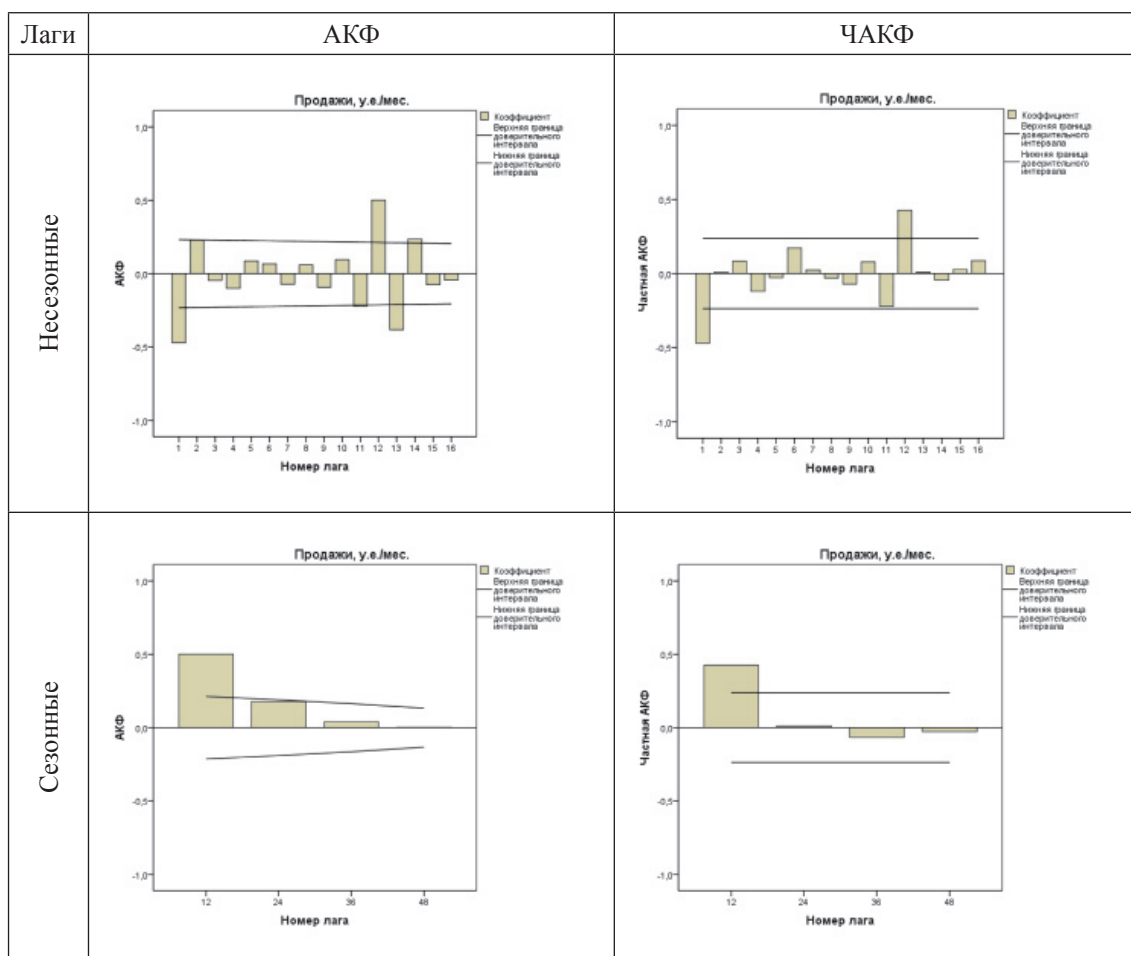 Лаги
АКФ
ЧАКФ
Несезонные
Продажи, у.е./мес.
Коэффициент
Верхняя граница
доверительного
интервала
Нижняя граница
доверительного
интервала
1,0
0,5
0,0
-0,5
-1,0
АКФ
1 2 3 4 5 6 7 8 9 10 11 12 13 14 15 16
Номер лага
Продажи, у.е./мес.
Коэффициент
Верхняя граница
доверительного
интервала
Нижняя граница
доверительного
интервала
1,0
0,5
0,0
-0,5
-1,0
Частная АКФ
1 2 3 4 5 6 7 8 9 10 11 12 13 14 15 16
Номер лага
Сезонные
Продажи, у.е./мес.
Коэффициент
Верхняя граница
доверительного
интервала
Нижняя граница
доверительного
интервала
1,0
0,5
0,0
-0,5
-1,0
АКФ
12 24 36 48
Номер лага
Продажи, у.е./мес.
Коэффициент
Верхняя граница
доверительного
интервала
Нижняя граница
доверительного
интервала
1,0
0,5
0,0
-0,5
-1,0
Частная АКФ
12 24 36 48
Номер лага